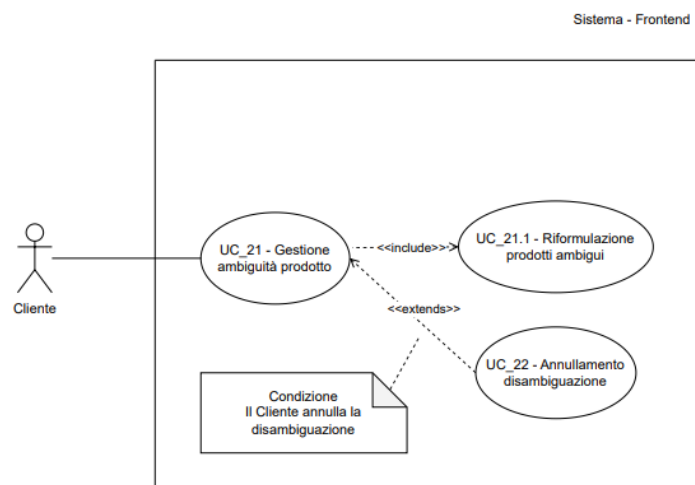 Sistema - Frontend
UC_21 - Gestione
ambiguità prodotto
<<include>>
UC_21.1 - Riformulazione
prodotti ambigui
Cliente
<<extends>>
UC_22 - Annullamento
disambiguazione
Condizione
Il Cliente annulla la
disambiguazione